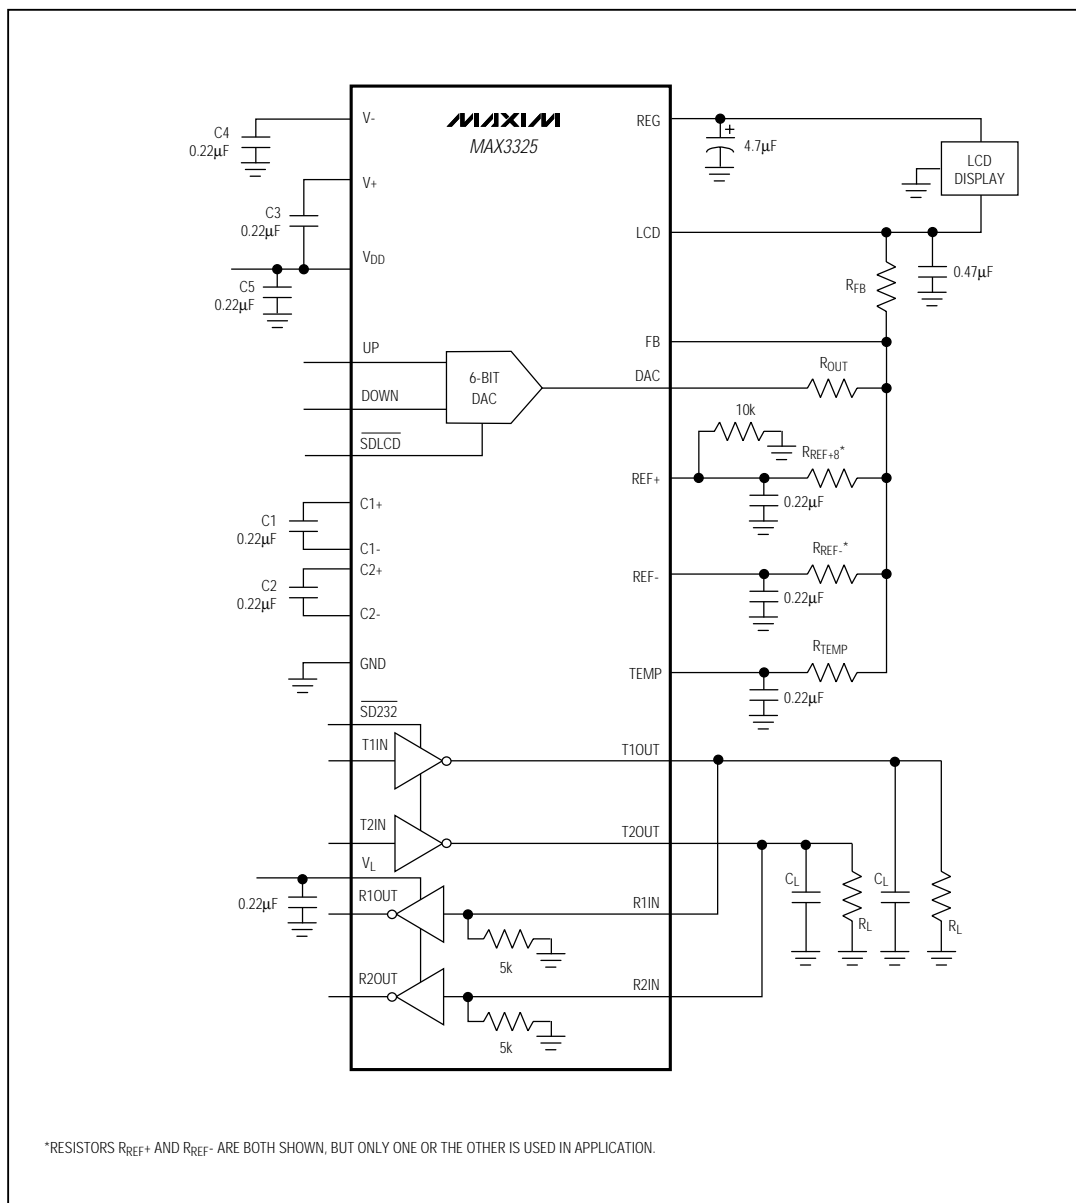 MAXIM
MAX3325
V-
C4
0.22μF
V+
C3
0.22μF
VDD
C5
0.22μF
UP
DOWN
SDLCD
6-BIT
DAC
C1+
C1
0.22μF
C1-
C2+
C2
0.22μF
C2-
GND
SD232
T1IN
T2IN
VL
0.22μF
R1OUT
R2OUT
5k
5k
REG
4.7μF
+
LCD
DISPLAY
LCD
0.47μF
RFB
FB
DAC
ROUT
10k
REF+
RREF+8*
0.22μF
REF-
RREF-*
0.22μF
TEMP
RTEMP
0.22μF
T1OUT
T2OUT
R1IN
R2IN
CL
RL
CL
RL
*RESISTORS RREF+ AND RREF- ARE BOTH SHOWN, BUT ONLY ONE OR THE OTHER IS USED IN APPLICATION.